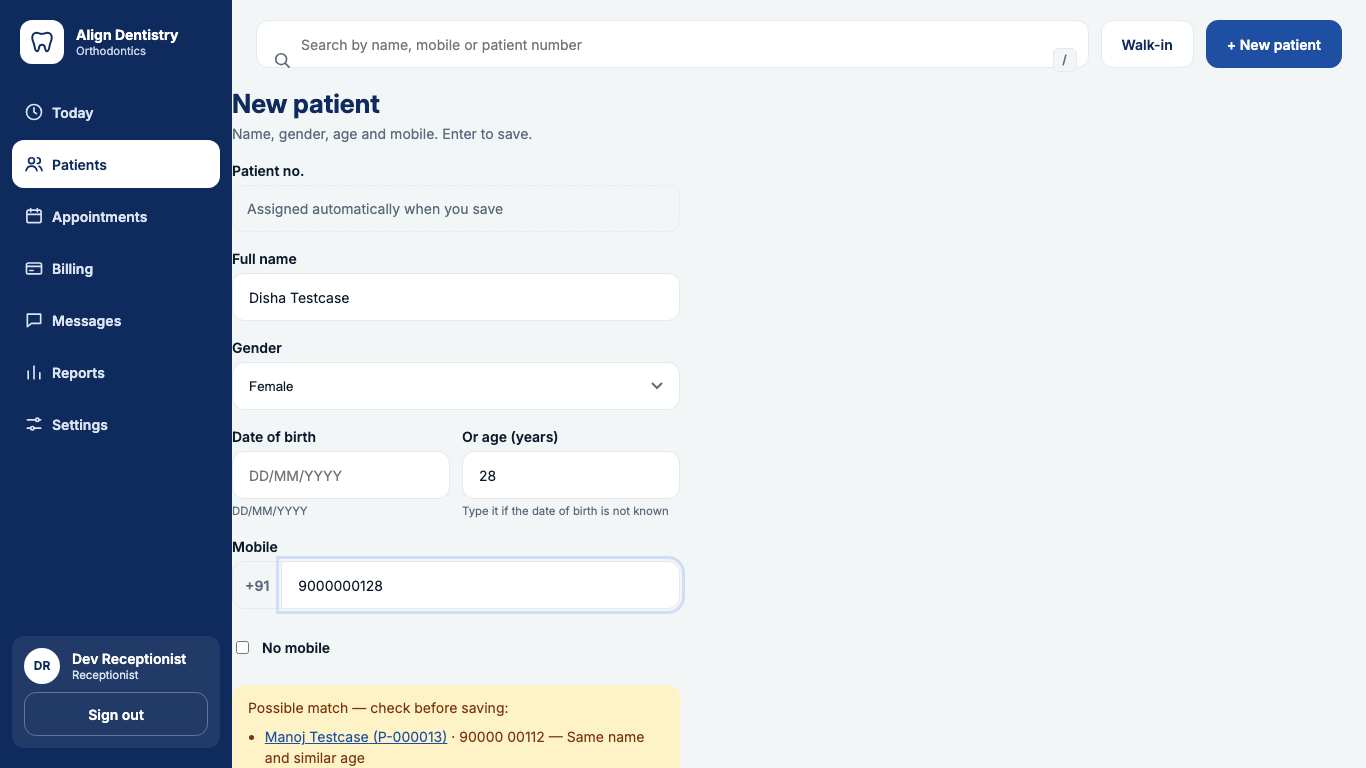 Align Dentistry
Orthodontics
Today
Patients
Appointments
Billing
Messages
Reports
Settings
DR
Dev Receptionist
Receptionist
Sign out
Search by name, mobile or patient number
/
Walk-in
+ New patient
New patient
Name, gender, age and mobile. Enter to save.
Patient no.
Assigned automatically when you save
Full name
Disha Testcase
Gender
Female
Date of birth
DD/MM/YYYY
DD/MM/YYYY
Or age (years)
28
Type it if the date of birth is not known
Mobile
+91
9000000128
No mobile
Possible match — check before saving:
• Manoj Testcase (P-000013) · 90000 00112 — Same name
and similar age